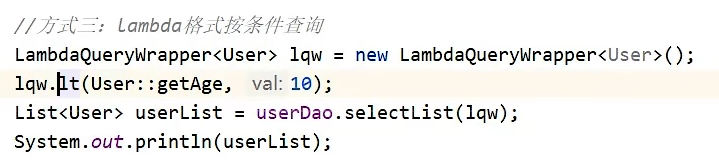 //方式三：lambda格式按条件查询
LambdaQueryWrapper<User> lqw = new LambdaQueryWrapper<User>();
lqw.lt(User::getAge, val: 10);
List<User> userList = userDao.selectList(lqw);
System.out.println(userList);